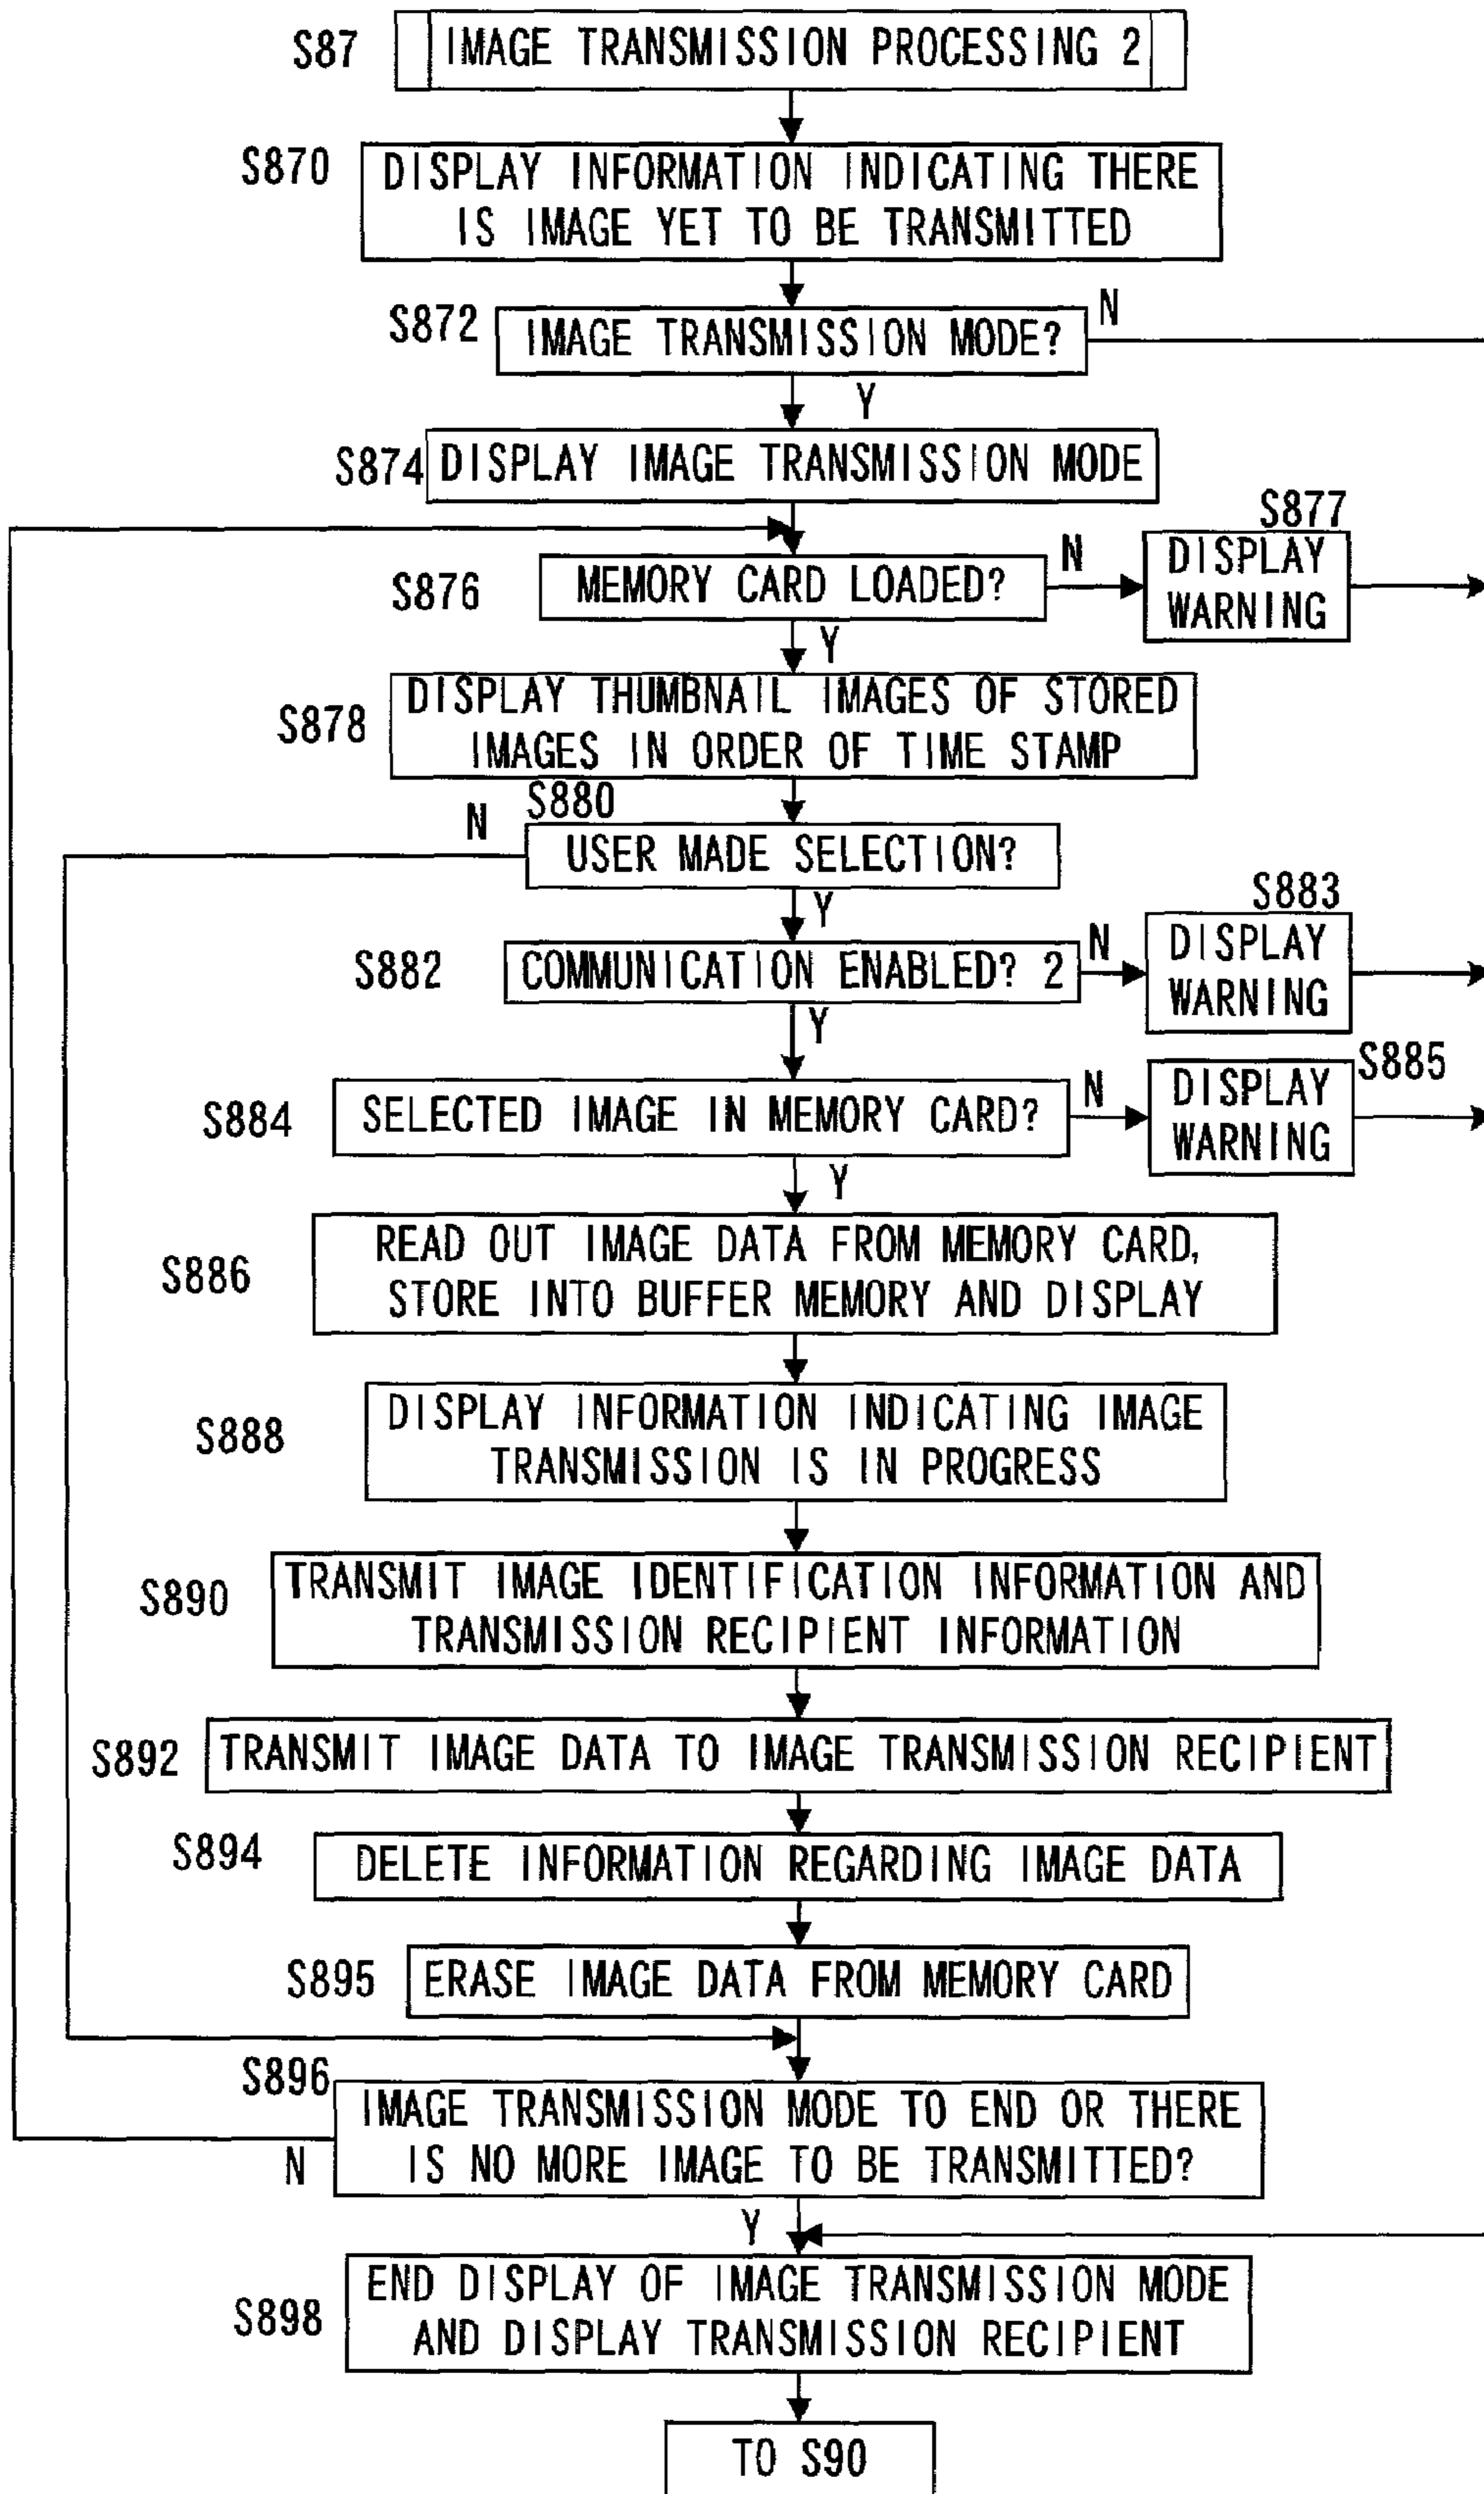 S87
IMAGE TRANSMISSION PROCESSING 2
S870
DISPLAY INFORMATION INDICATING THERE
IS IMAGE YET TO BE TRANSMITTED
S872
IMAGE TRANSMISSION MODE?
N
Y
S874
DISPLAY IMAGE TRANSMISSION MODE
S876
MEMORY CARD LOADED?
N
S877
DISPLAY
WARNING
Y
S878
DISPLAY THUMBNAIL IMAGES OF STORED
IMAGES IN ORDER OF TIME STAMP
N
S880
USER MADE SELECTION?
Y
S882
COMMUNICATION ENABLED? 2
N
S883
DISPLAY
WARNING
Y
S884
SELECTED IMAGE IN MEMORY CARD?
N
S885
DISPLAY
WARNING
Y
S886
READ OUT IMAGE DATA FROM MEMORY CARD,
STORE INTO BUFFER MEMORY AND DISPLAY
S888
DISPLAY INFORMATION INDICATING IMAGE
TRANSMISSION IS IN PROGRESS
S890
TRANSMIT IMAGE IDENTIFICATION INFORMATION AND
TRANSMISSION RECIPIENT INFORMATION
S892
TRANSMIT IMAGE DATA TO IMAGE TRANSMISSION RECIPIENT
S894
DELETE INFORMATION REGARDING IMAGE DATA
S895
ERASE IMAGE DATA FROM MEMORY CARD
S896
IMAGE TRANSMISSION MODE TO END OR THERE
IS NO MORE IMAGE TO BE TRANSMITTED?
N
Y
S898
END DISPLAY OF IMAGE TRANSMISSION MODE
AND DISPLAY TRANSMISSION RECIPIENT
TO S90